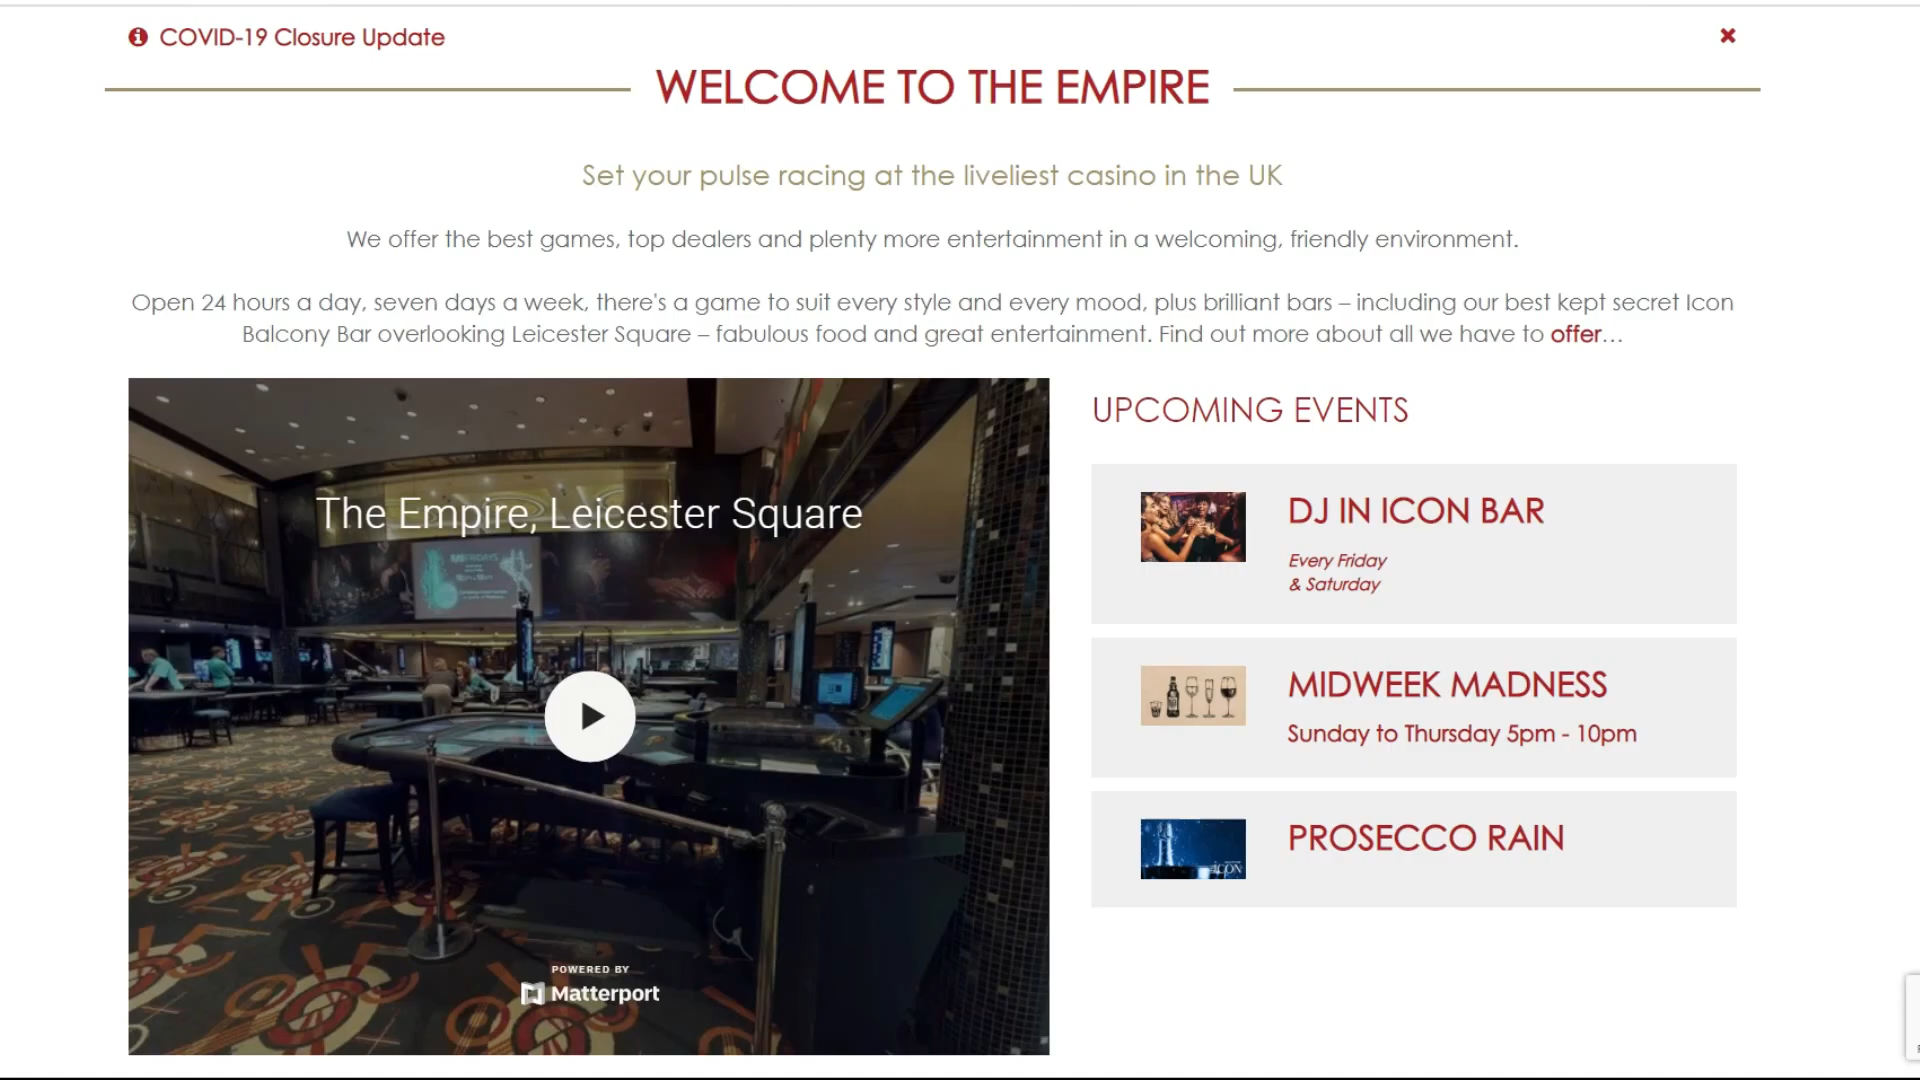 COVID-19 Closure Update
WELCOME TO THE EMPIRE
Set your pulse racing at the liveliest casino in the UK
We offer the best games, top dealers and plenty more entertainment in a welcoming, friendly environment.
Open 24 hours a day, seven days a week, there's a game to suit every style and every mood, plus brilliant bars – including our best kept secret Icon
Balcony Bar overlooking Leicester Square – fabulous food and great entertainment. Find out more about all we have to offer…
The Empire, Leicester Square
POWERED BY
Matterport
UPCOMING EVENTS
DJ IN ICON BAR
Every Friday
& Saturday
MIDWEEK MADNESS
Sunday to Thursday 5pm - 10pm
PROSECCO RAIN
ICON